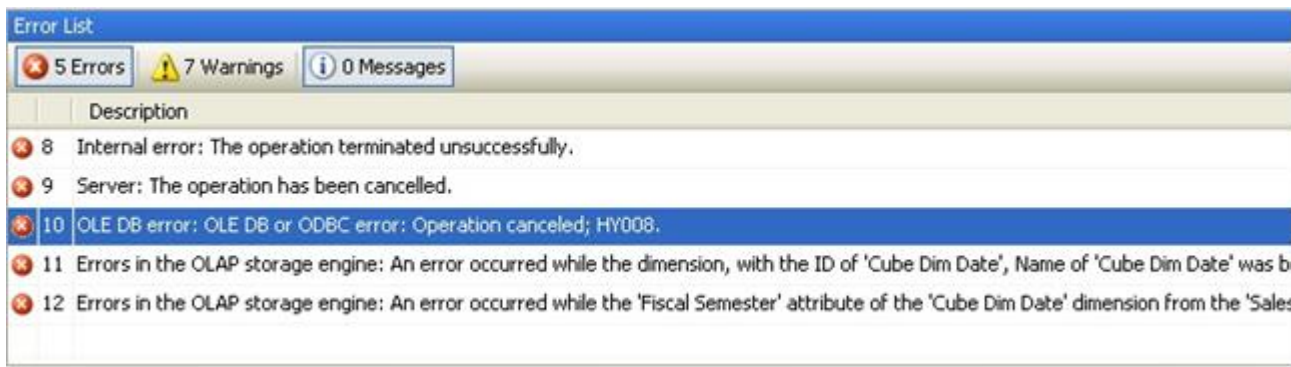 Error List
5 Errors 7 Warnings 0 Messages
Description
8 Internal error: The operation terminated unsuccessfully.
9 Server: The operation has been cancelled.
10 OLE DB error: OLE DB or ODBC error: Operation canceled; HY008.
11 Errors in the OLAP storage engine: An error occurred while the dimension, with the ID of 'Cube Dim Date', Name of 'Cube Dim Date' was
12 Errors in the OLAP storage engine: An error occurred while the 'Fiscal Semester' attribute of the 'Cube Dim Date' dimension from the 'Sales